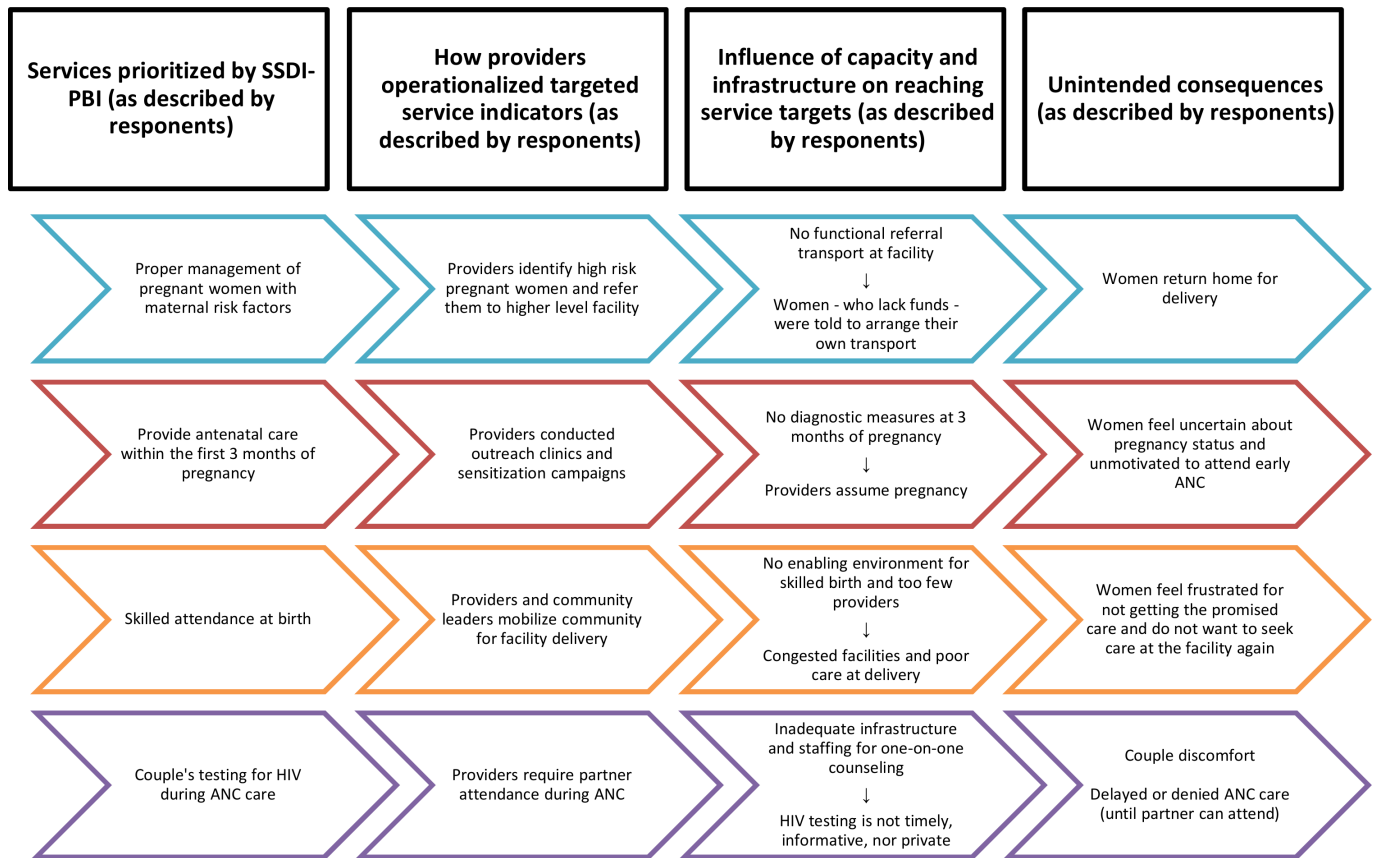 Services prioritized by SSDI-
PBI (as described by
responents)
How providers
operationalized targeted
service indicators (as
described by responents)
Influence of capacity and
infrastructure on reaching
service targets (as described
by responents)
Unintended consequences
(as described by responents)
Proper management of
pregnant women with
maternal risk factors
Providers identify high risk
pregnant women and refer
them to higher level facility
No functional referral
transport at facility
↓
Women - who lack funds -
were told to arrange their
own transport
Women return home for
delivery
Provide antenatal care
within the first 3 months of
pregnancy
Providers conducted
outreach clinics and
sensitization campaigns
No diagnostic measures at 3
months of pregnancy
↓
Providers assume pregnancy
Women feel uncertain about
pregnancy status and
unmotivated to attend early
ANC
Skilled attendance at birth
Providers and community
leaders mobilize community
for facility delivery
No enabling environment for
skilled birth and too few
providers
↓
Congested facilities and poor
care at delivery
Women feel frustrated for
not getting the promised
care and do not want to seek
care at the facility again
Couple's testing for HIV
during ANC care
Providers require partner
attendance during ANC
Inadequate infrastructure
and staffing for one-on-one
counseling
↓
HIV testing is not timely,
informative, nor private
Couple discomfort
Delayed or denied ANC care
(until partner can attend)